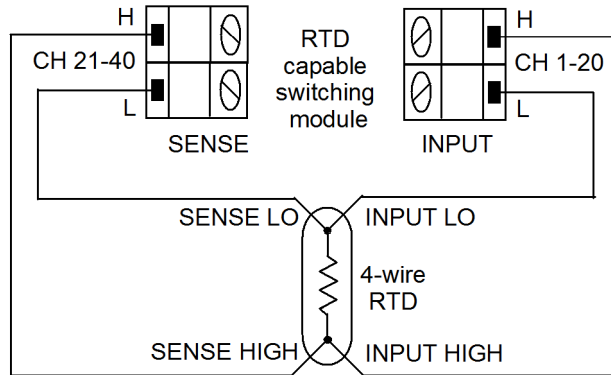 H
CH 21-40
L
SENSE
RTD
capable
switching
module
H
CH 1-20
L
INPUT
SENSE LO
INPUT LO
4-wire
RTD
SENSE HIGH
INPUT HIGH